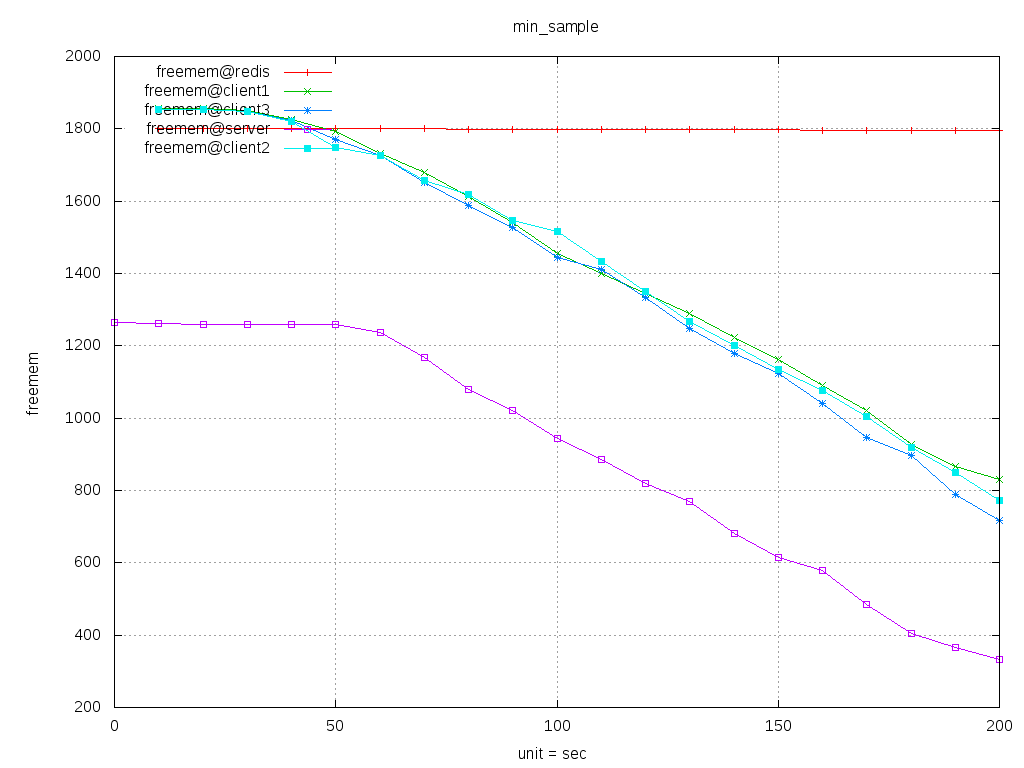 min_sample
2000
1800
1600
1400
1200
1000
800
600
400
200
freemem
freemem@redis
freemem@client1
freemem@client3
freemem@server
freemem@client2
0
50
100
150
200
unit = sec